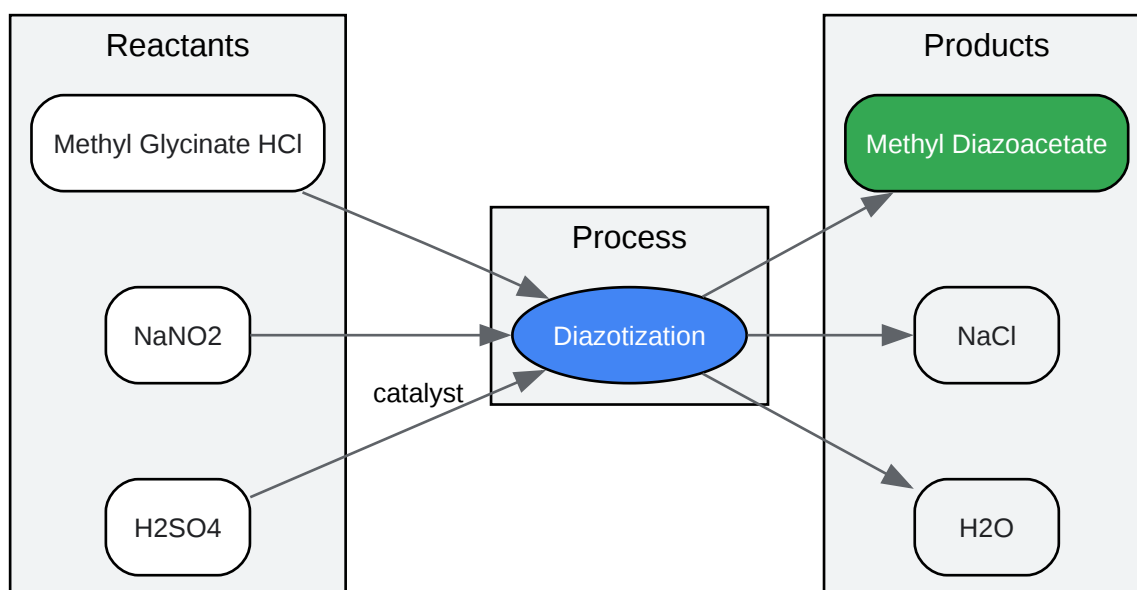 Reactants
Methyl Glycinate HCl
NaNO2
H2SO4
catalyst
Process
Diazotization
Products
Methyl Diazoacetate
NaCl
H2O